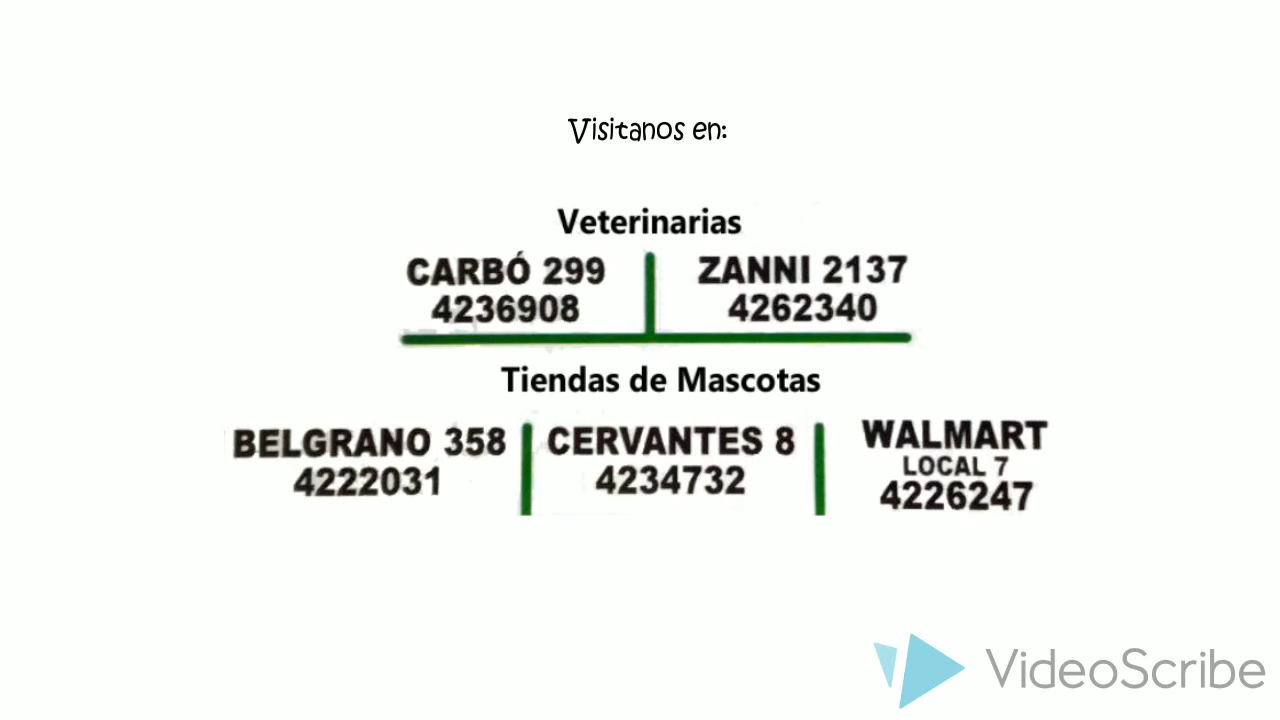 Visitanos en:
Veterinarias
CARBÓ 299
4236908
ZANNI 2137
4262340
Tiendas de Mascotas
BELGRANO 358
4222031
CERVANTES 8
4234732
WALMART
LOCAL 7
4226247
VideoScribe